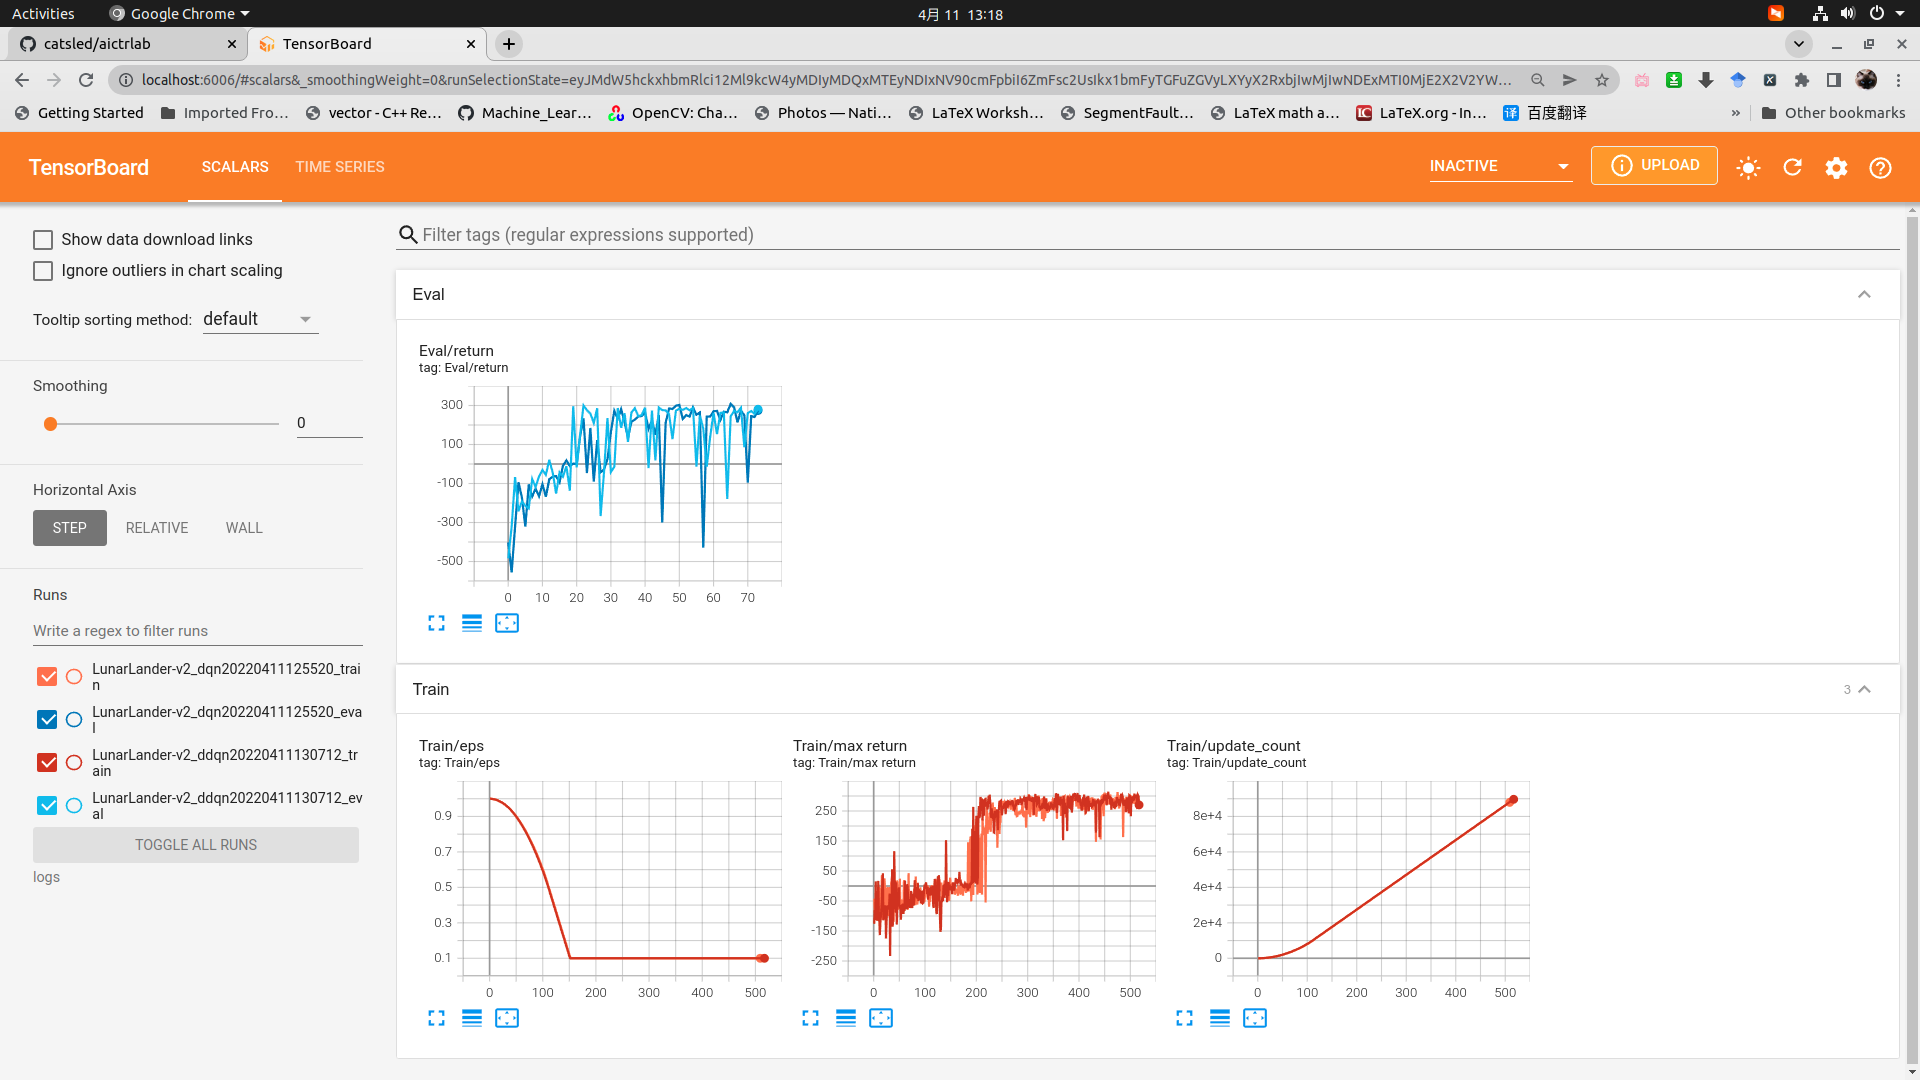 Activities
Google Chrome
4月 11 13:18
catsled/aictrlab
TensorBoard
localhost:6006/#scalars&_smoothingWeight=0&runSelectionState=eyJMdW5hckxhbmRlci12Ml9kcW4yMDIyMDQxMTEyNDIxNV90cmFpbiI6ZmFsc2UsIkx1bmFyTGFuZGVyLXYyX2RxbjIwMjIwNDExMTI0MjE2X2V2YW...
Getting Started
Imported Fro...
vector - C++ Re...
Machine_Lear...
OpenCV: Cha...
Photos — Nati...
LaTeX Worksh...
SegmentFault...
LaTeX math a...
LaTeX.org - In...
译 百度翻译
»
Other bookmarks
TensorBoard
SCALARS
TIME SERIES
INACTIVE
UPLOAD
Show data download links
Ignore outliers in chart scaling
Tooltip sorting method: default
Smoothing
0
Horizontal Axis
STEP RELATIVE WALL
Runs
Write a regex to filter runs
LunarLander-v2_dqn20220411125520_trai
n
LunarLander-v2_dqn20220411125520_eva
l
LunarLander-v2_ddqn20220411130712_tr
ain
LunarLander-v2_ddqn20220411130712_ev
al
TOGGLE ALL RUNS
logs
Filter tags (regular expressions supported)
Eval
Eval/return
tag: Eval/return
300
100
-100
-300
-500
0 10 20 30 40 50 60 70
Train
3
Train/eps
tag: Train/eps
0.9
0.7
0.5
0.3
0.1
0 100 200 300 400 500
Train/max return
tag: Train/max return
250
150
50
-50
-150
-250
0 100 200 300 400 500
Train/update_count
tag: Train/update_count
8e+4
6e+4
4e+4
2e+4
0
0 100 200 300 400 500